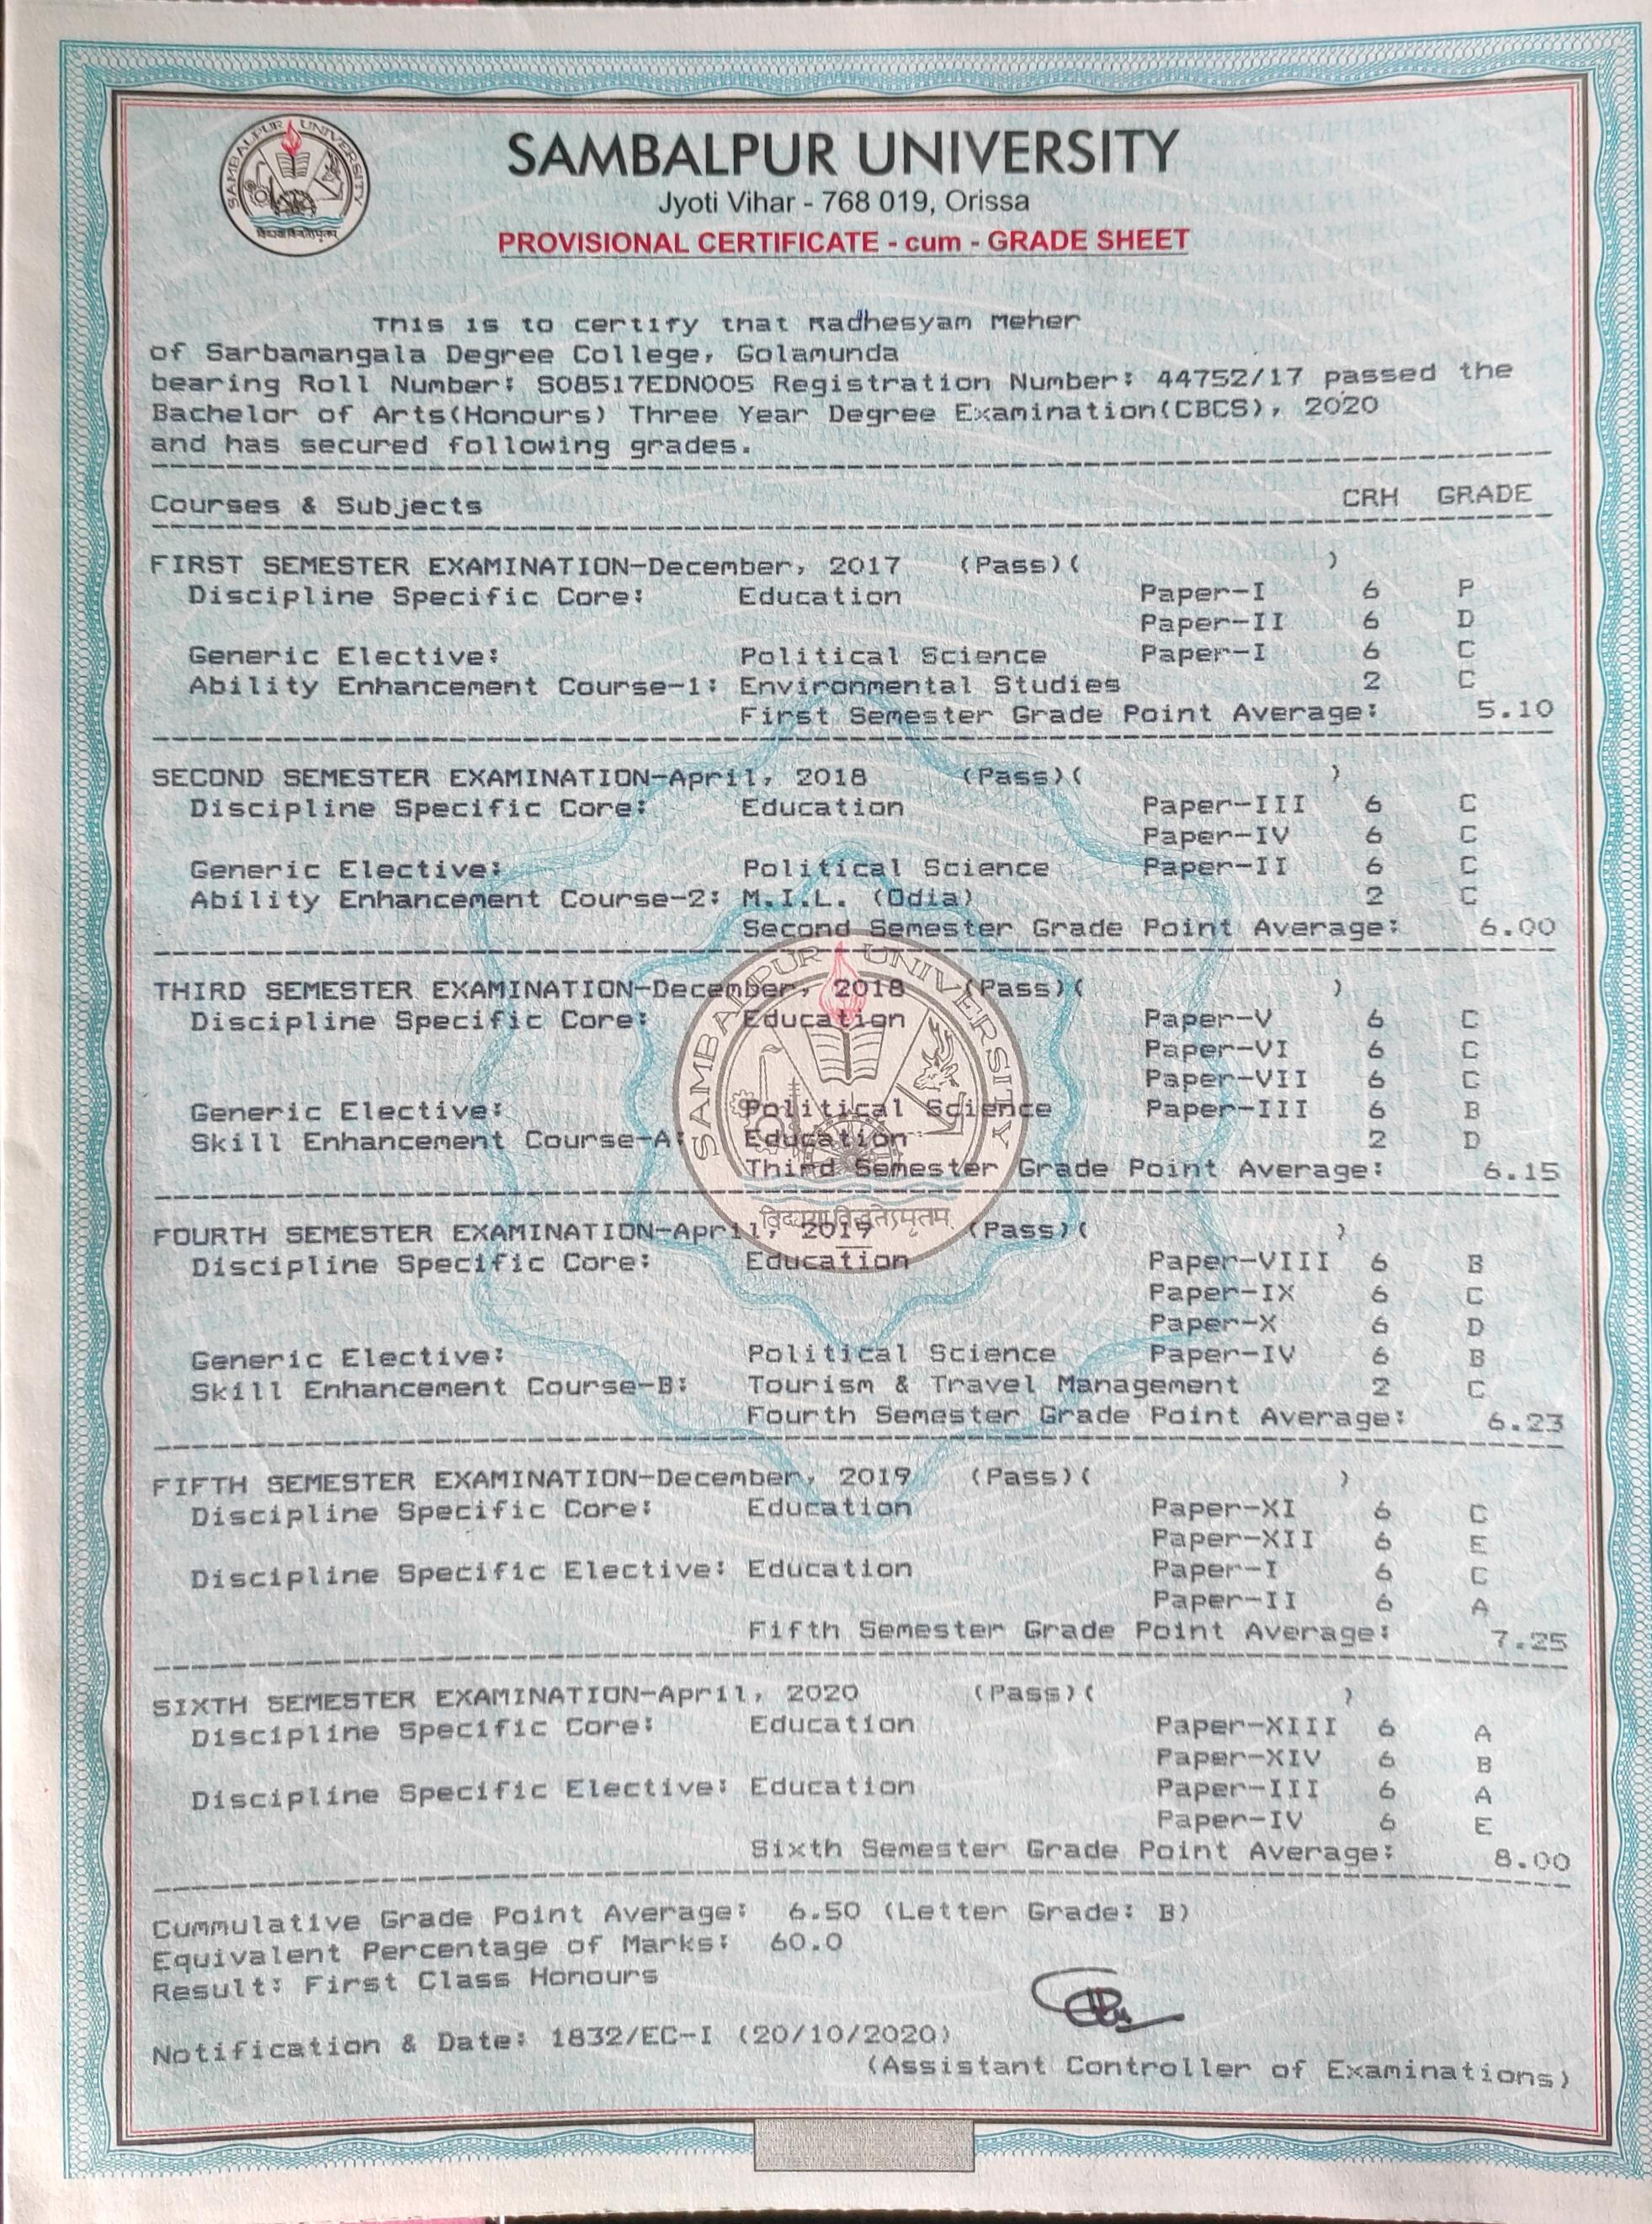 SAMBALPUR UNIVERSITY
SAMBALPUR UNIVERSITY
Jyoti Vihar - 768 019, Orissa
PROVISIONAL CERTIFICATE - cum - GRADE SHEET
This is to certify that Radhesyam Meher
of Sarbamangala Degree College, Golamunda
bearing Roll Number: S08517EDN005 Registration Number: 44752/17 passed the
Bachelor of Arts(Honours) Three Year Degree Examination(CBCS), 2020
and has secured following grades.
Courses & Subjects CRH GRADE
FIRST SEMESTER EXAMINATION-December, 2017 (Pass)( )
Discipline Specific Core: Education Paper-I 6 P
Paper-II 6 D
Generic Elective: Political Science Paper-I 6 C
Ability Enhancement Course-1: Environmental Studies 2 C
First Semester Grade Point Average: 5.10
SECOND SEMESTER EXAMINATION-April, 2018 (Pass)( )
Discipline Specific Core: Education Paper-III 6 C
Paper-IV 6 C
Generic Elective: Political Science Paper-II 6 C
Ability Enhancement Course-2: M.I.L. (Odia) 2 C
Second Semester Grade Point Average: 6.00
THIRD SEMESTER EXAMINATION-December, 2018 (Pass)( )
Discipline Specific Core: Education Paper-V 6 C
Paper-VI 6 C
Paper-VII 6 C
Generic Elective: Political Science Paper-III 6 B
Skill Enhancement Course-A: Education 2 D
Third Semester Grade Point Average: 6.15
SAMBALPUR UNIVERSITY
FOURTH SEMESTER EXAMINATION-April, 2019 (Pass)( )
Discipline Specific Core: Education Paper-VIII 6 B
Paper-IX 6 C
Paper-X 6 D
Generic Elective: Political Science Paper-IV 6 B
Skill Enhancement Course-B: Tourism & Travel Management 2 C
Fourth Semester Grade Point Average: 6.23
FIFTH SEMESTER EXAMINATION-December, 2019 (Pass)( )
Discipline Specific Core: Education Paper-XI 6 C
Paper-XII 6 E
Discipline Specific Elective: Education Paper-I 6 C
Paper-II 6 A
Fifth Semester Grade Point Average: 7.25
SIXTH SEMESTER EXAMINATION-April, 2020 (Pass)( )
Discipline Specific Core: Education Paper-XIII 6 A
Paper-XIV 6 B
Discipline Specific Elective: Education Paper-III 6 A
Paper-IV 6 E
Sixth Semester Grade Point Average: 8.00
Cummulative Grade Point Average: 6.50 (Letter Grade: B)
Equivalent Percentage of Marks: 60.0
Result: First Class Honours
Notification & Date: 1832/EC-I (20/10/2020)
(Assistant Controller of Examinations)